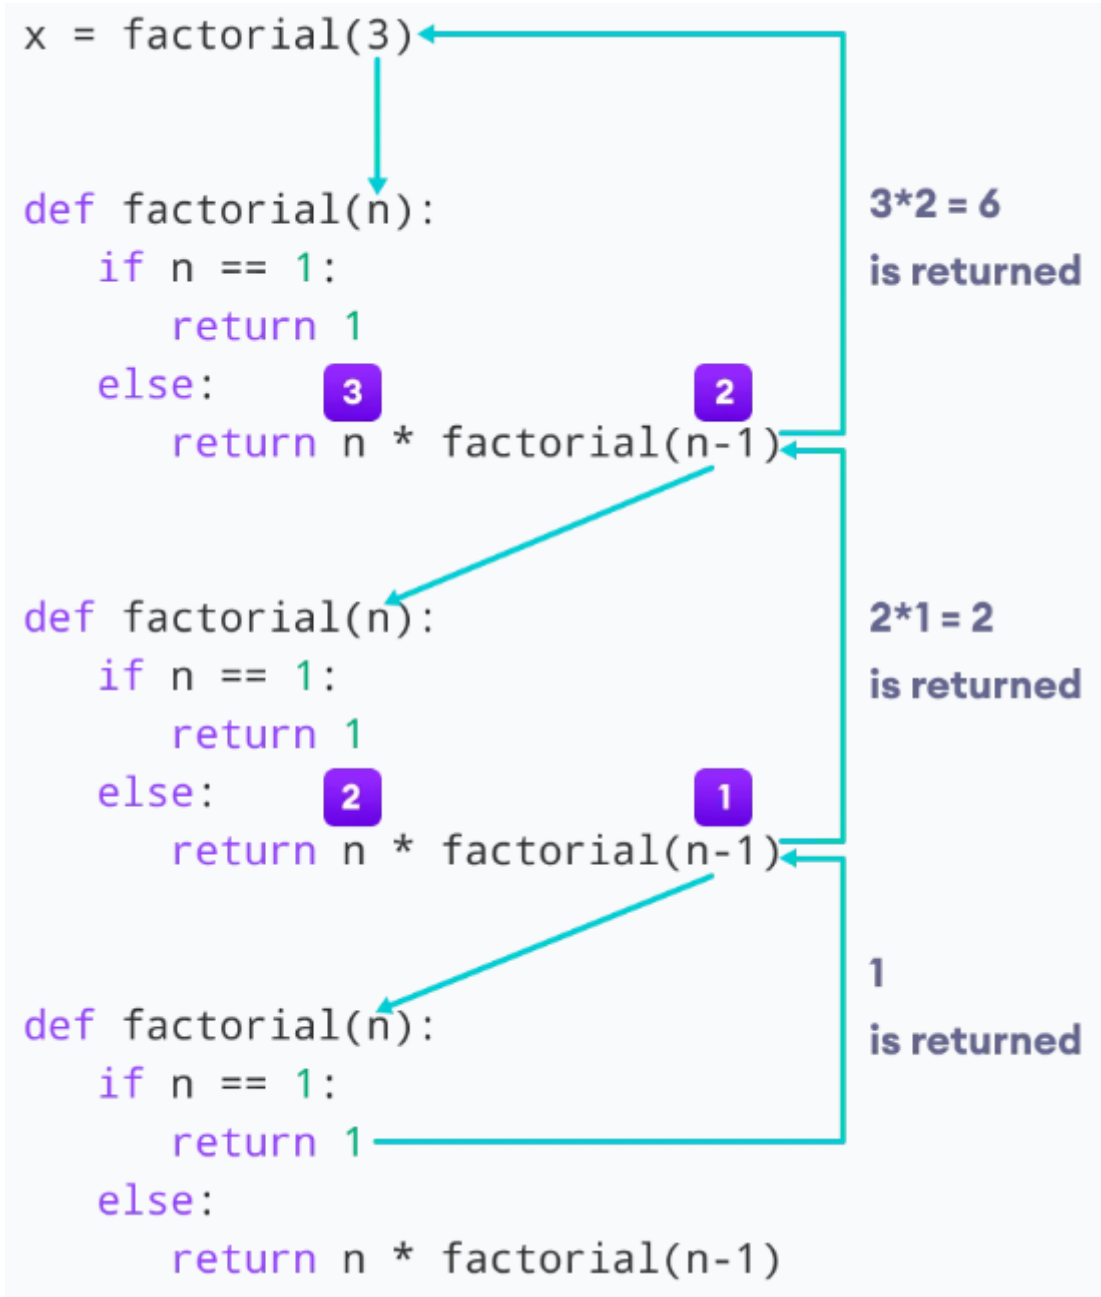 x = factorial(3)
def factorial(n):
3*2 = 6
if n == 1:
is returned
return 1
else:
3
2
return n * factorial(n-1)
def factorial(n):
2*1 = 2
if n == 1:
is returned
return 1
else:
2
1
return n * factorial(n-1)
1
def factorial(n):
is returned
if n == 1:
return 1
else:
return n * factorial(n-1)